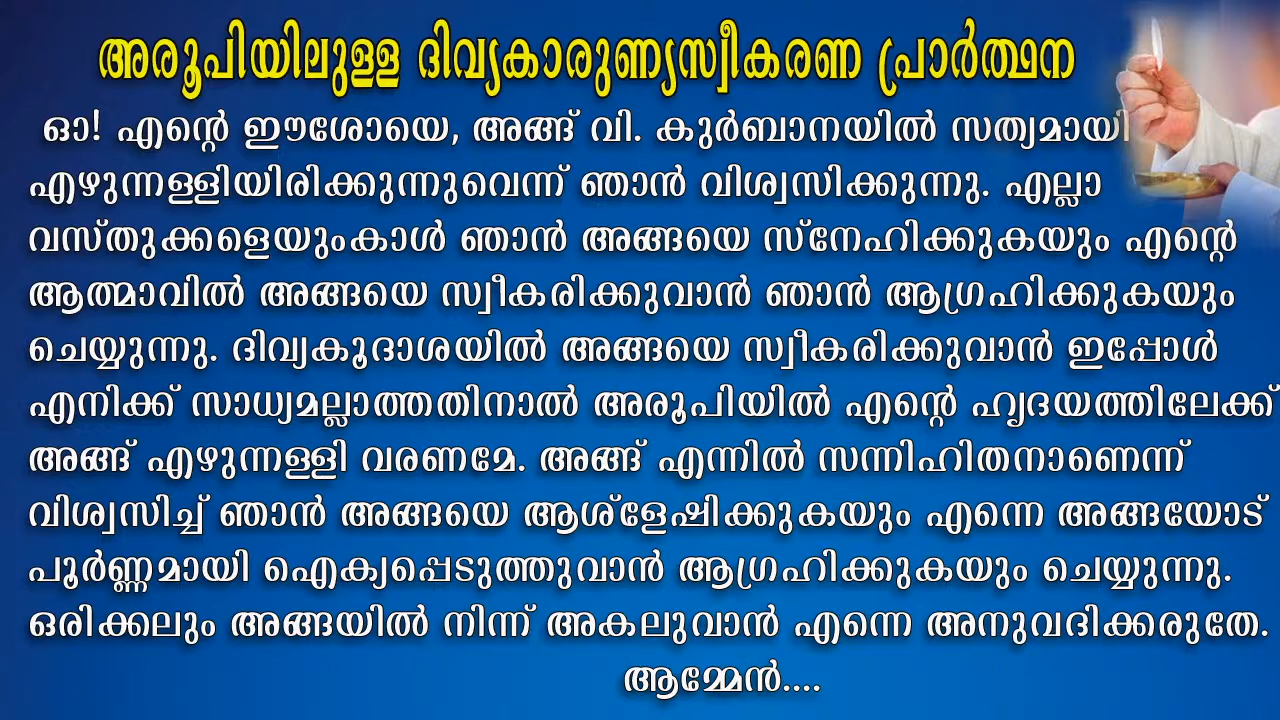 അരൂപിയിലുള്ള ദിവ്യകാരുണ്യസ്വീകരണ പ്രാർത്ഥന
ഓ! എന്റെ ഈശോയെ, അങ്ങ് വി. കുർബാനയിൽ സത്യമായി
എഴുന്നള്ളിയിരിക്കുന്നുവെന്ന് ഞാൻ വിശ്വസിക്കുന്നു. എല്ലാ
വസ്തുക്കളെയുംകാൾ ഞാൻ അങ്ങയെ സ്നേഹിക്കുകയും എന്റെ
ആത്മാവിൽ അങ്ങയെ സ്വീകരിക്കുവാൻ ഞാൻ ആഗ്രഹിക്കുകയും
ചെയ്യുന്നു. ദിവ്യകൂദാശയിൽ അങ്ങയെ സ്വീകരിക്കുവാൻ ഇപ്പോൾ
എനിക്ക് സാധ്യമല്ലാത്തതിനാൽ അരൂപിയിൽ എന്റെ ഹൃദയത്തിലേക്ക്
അങ്ങ് എഴുന്നള്ളി വരണമേ. അങ്ങ് എന്നിൽ സന്നിഹിതനാണെന്ന്
വിശ്വസിച്ച് ഞാൻ അങ്ങയെ ആശ്ളേഷിക്കുകയും എന്നെ അങ്ങയോട്
പൂർണ്ണമായി ഐക്യപ്പെടുത്തുവാൻ ആഗ്രഹിക്കുകയും ചെയ്യുന്നു.
ഒരിക്കലും അങ്ങയിൽ നിന്ന് അകലുവാൻ എന്നെ അനുവദിക്കരുതേ.
ആമ്മേൻ....